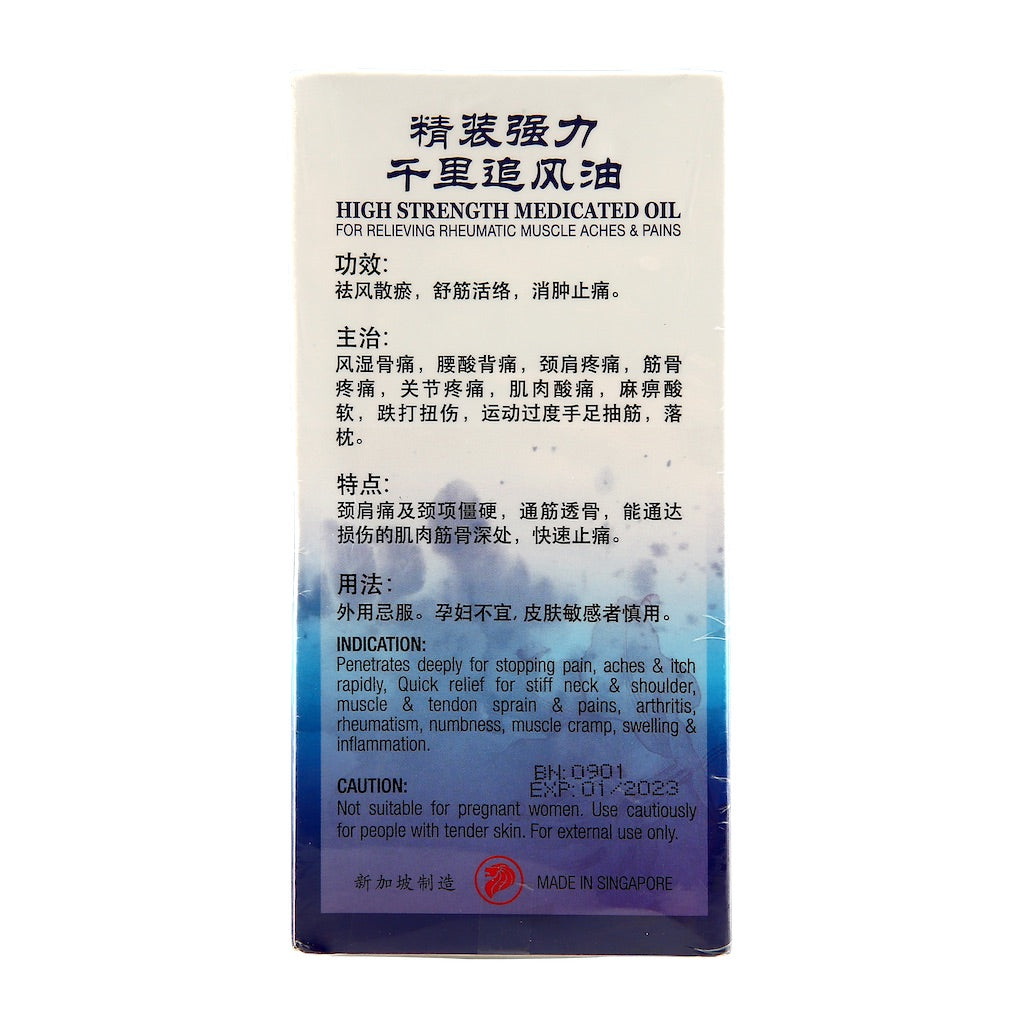 精装强力
千里追风油
HIGH STRENGTH MEDICATED OIL
FOR RELIEVING RHEUMATIC MUSCLE ACHES & PAINS
功效:
祛风散瘀，舒筋活络，消肿止痛。
主治:
风湿骨痛，腰酸背痛，颈肩疼痛，筋骨
疼痛，关节疼痛，肌肉酸痛，麻痹酸
软，跌打扭伤，运动过度手足抽筋，落
枕。
特点:
颈肩痛及颈项僵硬，通筋透骨，能通达
损伤的肌肉筋骨深处，快速止痛。
用法:
外用忌服。孕妇不宜，皮肤敏感者慎用。
INDICATION:
Penetrates deeply for stopping pain, aches & itch
rapidly, Quick relief for stiff neck & shoulder,
muscle & tendon sprain & pains, arthritis,
rheumatism, numbness, muscle cramp, swelling &
inflammation.
BN: 0901
EXP: 01/2023
CAUTION:
Not suitable for pregnant women. Use cautiously
for people with tender skin. For external use only.
新加坡制造 MADE IN SINGAPORE